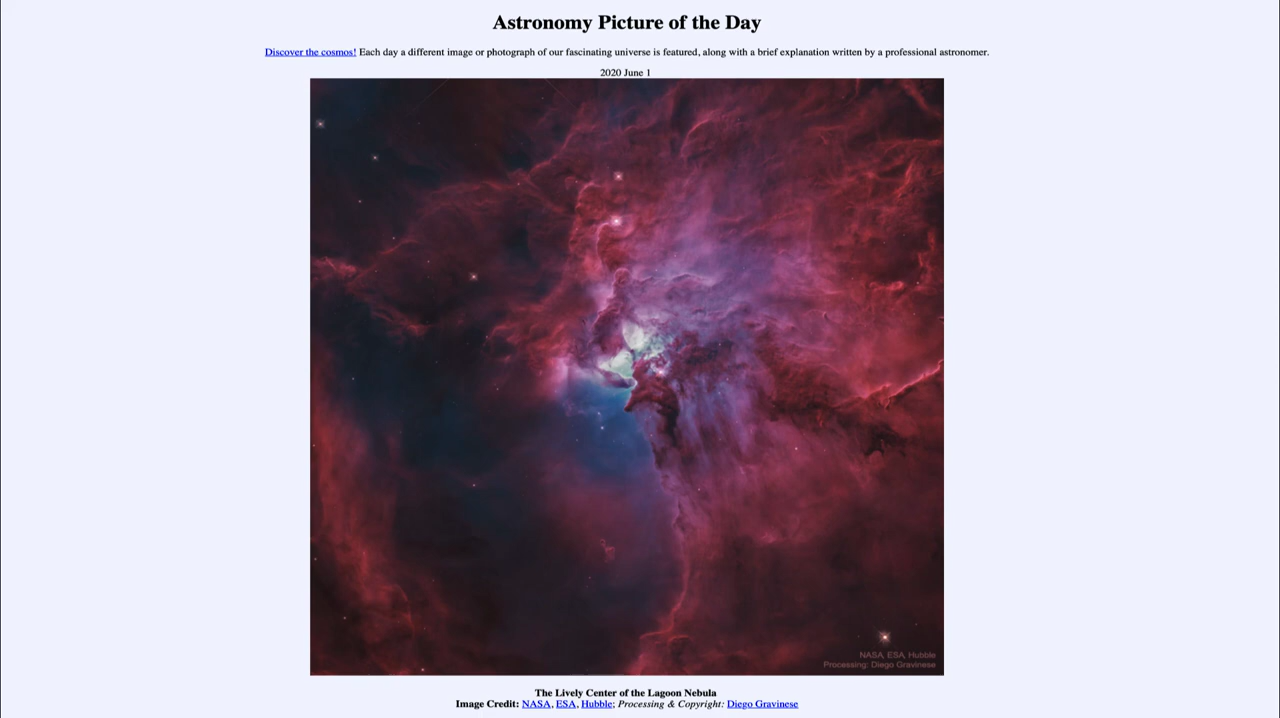 Astronomy Picture of the Day
Discover the cosmos! Each day a different image or photograph of our fascinating universe is featured, along with a brief explanation written by a professional astronomer.
2020 June 1
NASA, ESA, Hubble
Processing: Diego Gravinese
The Lively Center of the Lagoon Nebula
Image Credit: NASA, ESA, Hubble; Processing & Copyright: Diego Gravinese